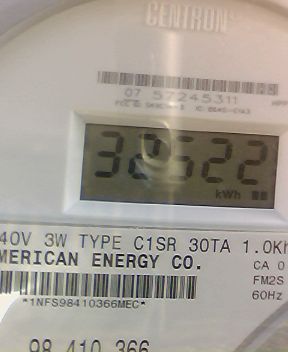 CENTRON
07 57245311
32522
kWh
40V 3W TYPE C1SR 30TA 1.0Kh
MERICAN ENERGY CO.
CA 0
FM2S
60Hz
*1NFS98410366MEC*
98 410 366